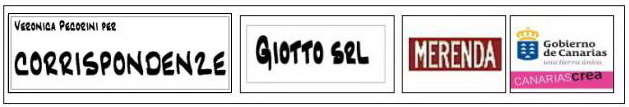 VERONICA PECORINI PER
CORRISPONDENZE
GIOTTO SRL
MERENDA
Gobierno
de Canarias
una tierra única
CANARIAScrea